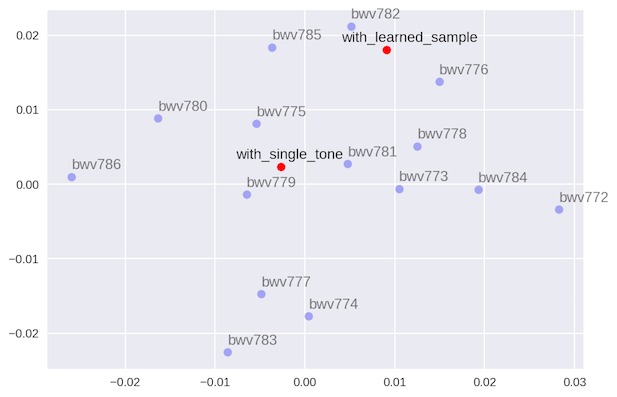 bwv782
0.02
bwv785
with_learned_sample
bwv776
0.01
bwv780
bwv775
bwv778
with_single_tone
bwv781
bwv786
0.00
bwv779
bwv773
bwv784
bwv772
−0.01
bwv777
bwv774
−0.02
bwv783
−0.02
−0.01
0.00
0.01
0.02
0.03